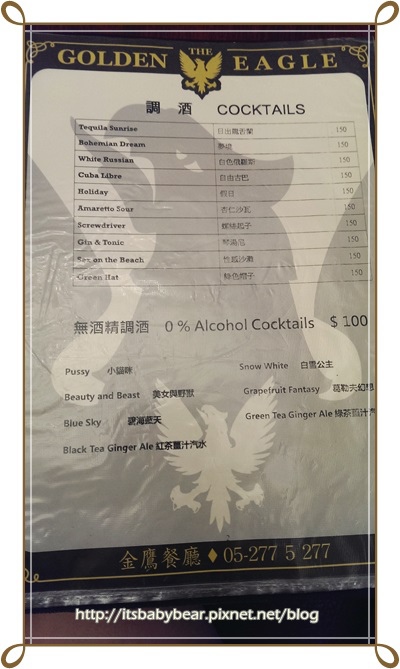 GOLDEN THE EAGLE
調 酒 COCKTAILS
Tequila Sunrise 日出龍舌蘭 150
Bohemian Dream 150
White Russian 白色俄羅斯 150
Cuba Libre 自由古巴 150
Holiday 假日 150
Amaretto Sour 杏仁沙瓦 150
Screwdriver 螺絲起子 150
Gin & Tonic 琴湯尼 150
Sex on the Beach 性感沙灘 150
Green Hat 綠色帽子 150
無酒精調酒 0 % Alcohol Cocktails $ 100
Pussy 小貓咪 Snow White 白雪公主
Beauty and Beast 美女與野獸 Grapefruit Fantasy 葛勒夫幻想
Blue Sky 碧海藍天 Green Tea Ginger Ale 綠茶薑汁
Black Tea Ginger Ale 紅茶薑汁汽水
金鷹餐廳 ♦ 05-277 5 277
http://itsbabybear.pixnet.net/blog